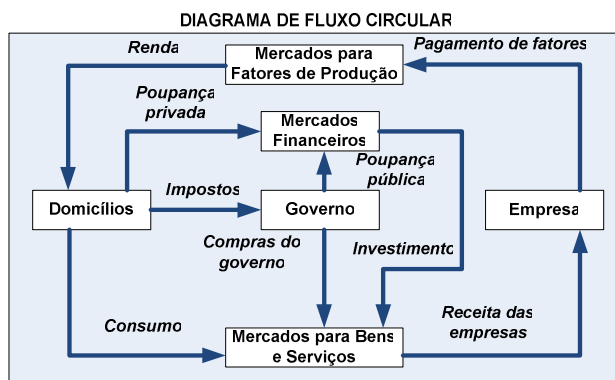 DIAGRAMA DE FLUXO CIRCULAR
Renda
Mercados para
Fatores de Produção
Pagamento de fatores
Poupança
privada
Mercados
Financeiros
Poupança
pública
Domicílios
Impostos
Governo
Empresa
Compras do
governo
Investimento
Consumo
Mercados para Bens
e Serviços
Receita das
empresas